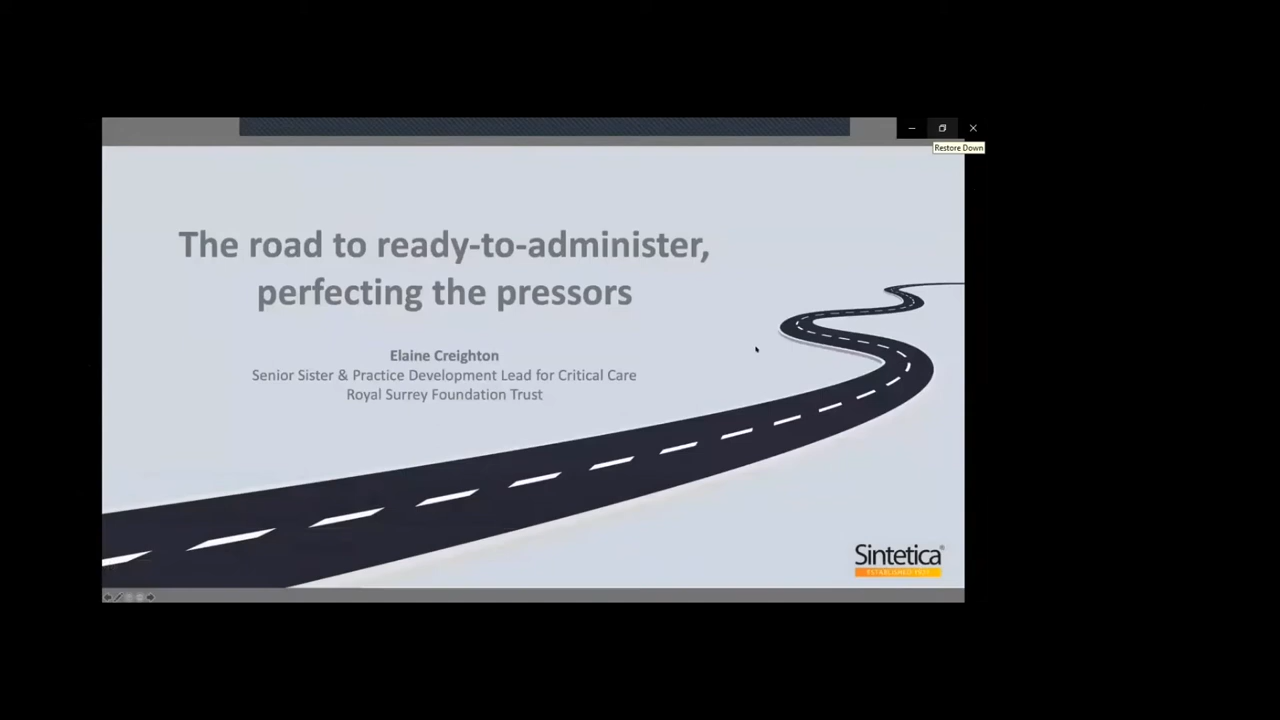 Restore Down
The road to ready-to-administer,
perfecting the pressors
Elaine Creighton
Senior Sister & Practice Development Lead for Critical Care
Royal Surrey Foundation Trust
Sintetica®